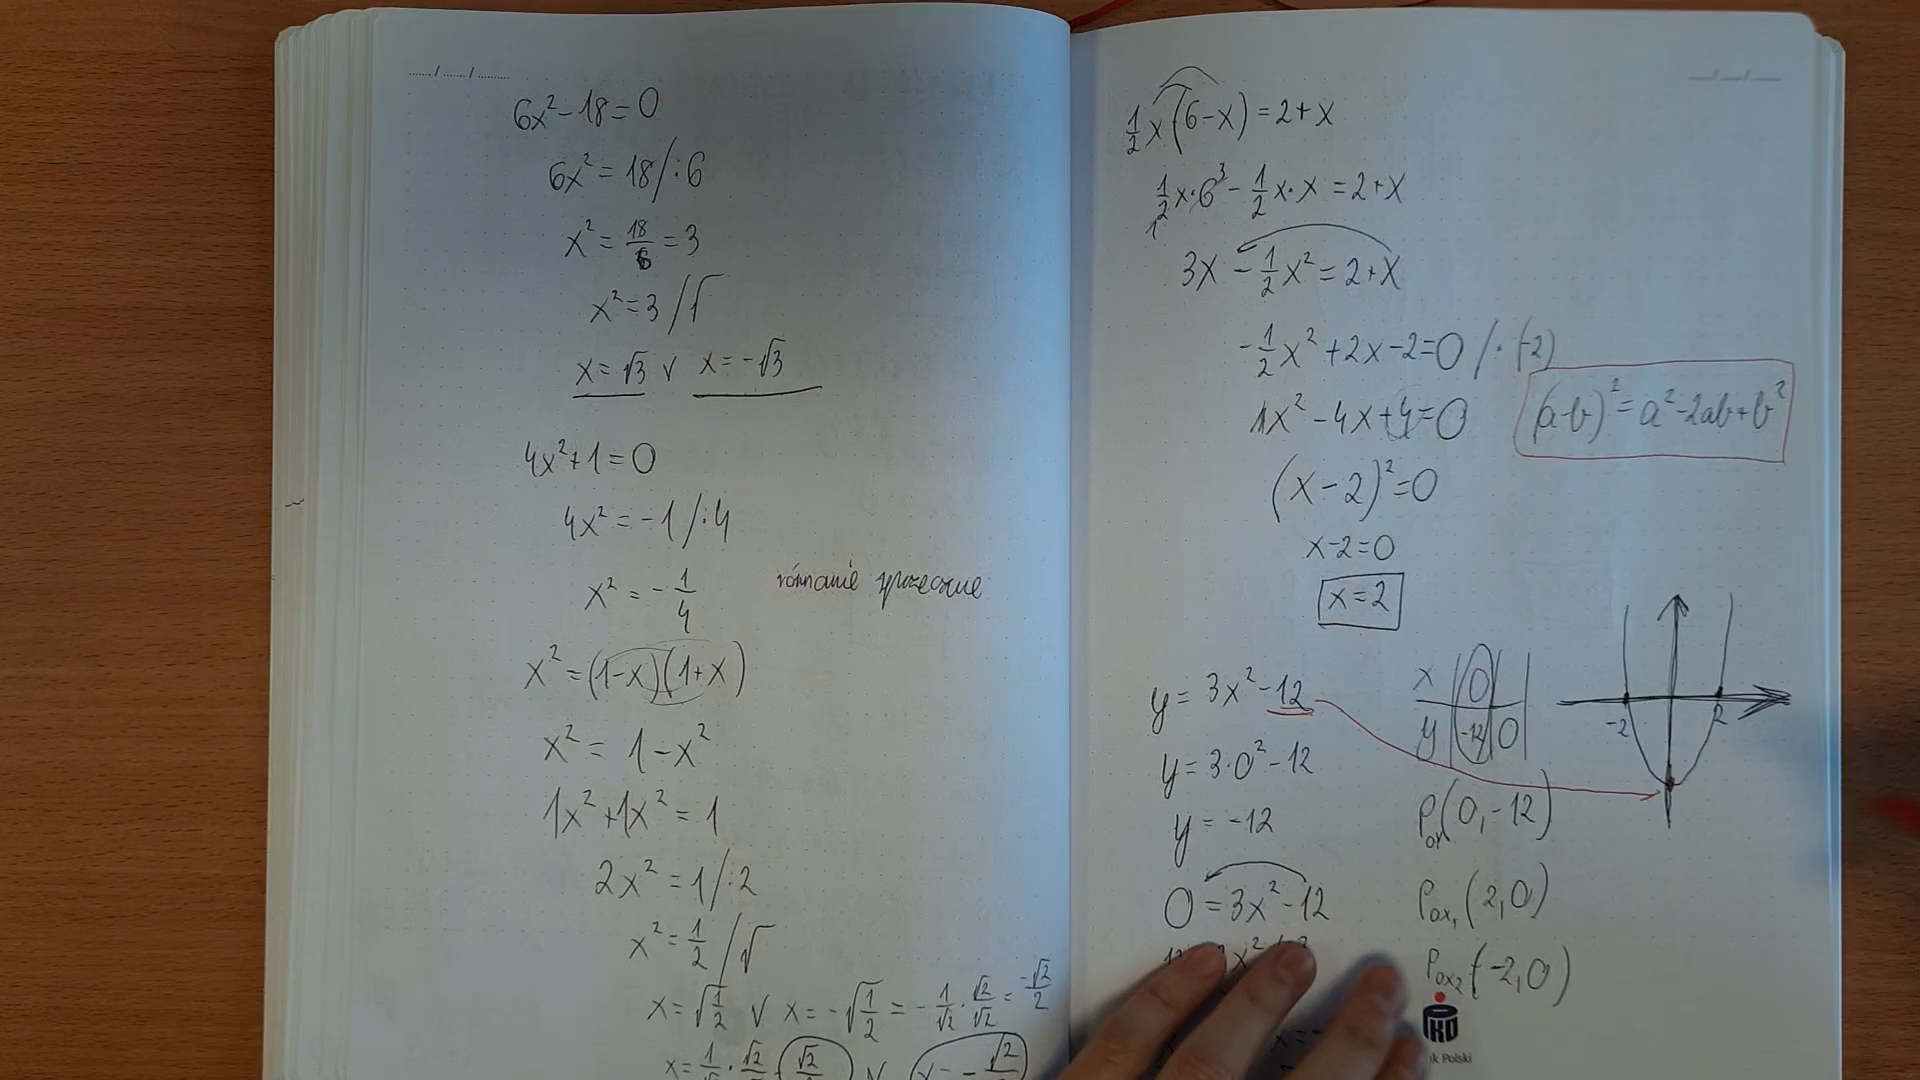 6x² - 18 = 0
6x² = 18 /:6
x² = 18/6 = 3
x² = 3 /√
x = √3 ∨ x = -√3
4x² + 1 = 0
4x² = -1 /:4
x² = -1/4 równanie sprzeczne
x² = (1-x)(1+x)
x² = 1 - x²
1x² + 1x² = 1
2x² = 1 /:2
x² = 1/2 /√
x = √1/2 ∨ x = -√1/2 = -1/√2 · √2/√2 = -√2/2
½x(6-x) = 2+x
½x·6³ - ½x·x = 2+x
1
3x - ½x² = 2+x
-½x² + 2x - 2 = 0 /·(-2)
1x² - 4x + 4 = 0
(a-b)² = a² - 2ab + b²
(x-2)² = 0
x-2 = 0
x = 2
y = 3x² - 12
y = 3·0² - 12
y = -12
0 = 3x² - 12
x | 0 |
y | -12 | 0
-2 2
P (0, -12)
Pox₁ (2, 0)
Pox₂ (-2, 0)
k Polski